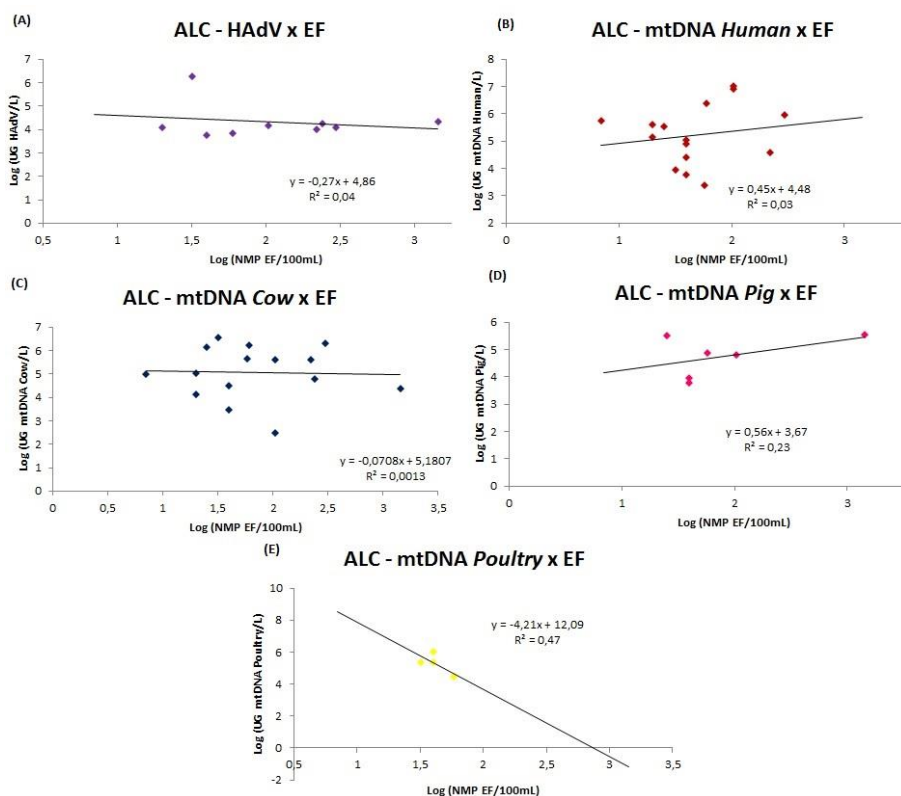 (A)
ALC - HAdV x EF
Log (UG HAdV/L)
7
6
5
4
3
2
1
0
y = -0,27x + 4,86
R² = 0,04
0,5 1 1,5 2 2,5 3
Log (NMP EF/100mL)
(B)
ALC - mtDNA Human x EF
Log (UG mtDNA Human/L)
8
7
6
5
4
3
2
y = 0,45x + 4,48
R² = 0,03
0 1 2 3
Log (NMP EF/100mL)
(C)
ALC - mtDNA Cow x EF
Log (UG mtDNA Cow/L)
7
6
5
4
3
2
1
0
y = -0,0708x + 5,1807
R² = 0,0013
0 0,5 1 1,5 2 2,5 3 3,5
Log (NMP EF/100mL)
(D)
ALC - mtDNA Pig x EF
Log (UG mtDNA Pig/L)
6
5
4
3
2
1
0
y = 0,56x + 3,67
R² = 0,23
0 1 2 3
Log (NMP EF/100mL)
(E)
ALC - mtDNA Poultry x EF
Log (UG mtDNA Poultry/L)
10
8
6
4
2
0
-2
y = -4,21x + 12,09
R² = 0,47
0,5 1 1,5 2 2,5 3 3,5
Log (NMP EF/100mL)